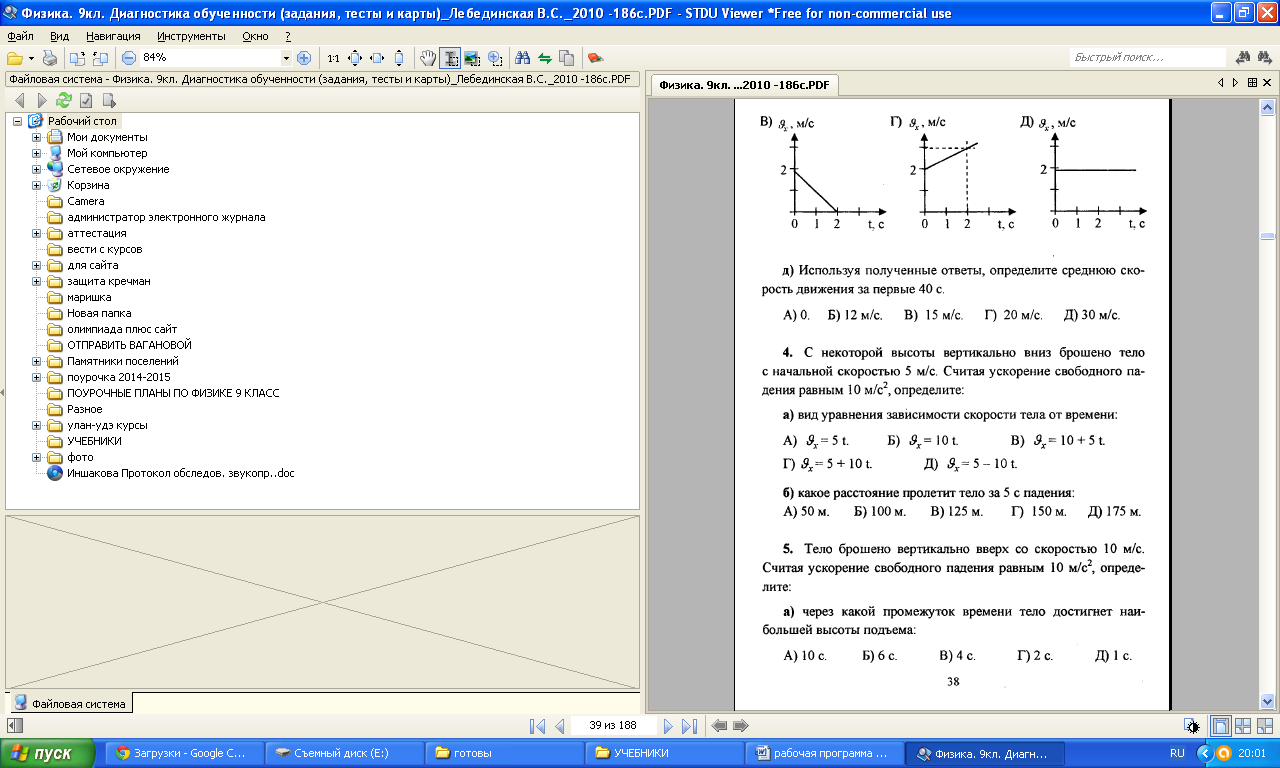 Физика. 9кл. Диагностика обученности (задания, тесты и карты)_Лебединская В.С._2010 -186с.PDF - STDU Viewer *Free for non-commercial use
Файл Вид Навигация Инструменты Окно ?
84% 1:1 Быстрый поиск...
Файловая система - Физика. 9кл. Диагностика обученности (задания, тесты и карты)_Лебединская В.С._2010 -186с.PDF
Рабочий стол
Мои документы
Мой компьютер
Сетевое окружение
Корзина
Camera
администратор электронного журнала
аттестация
вести с курсов
для сайта
защита кречман
маришка
Новая папка
олимпиада плюс сайт
ОТПРАВИТЬ ВАГАНОВОЙ
Памятники поселений
поурочка 2014-2015
ПОУРОЧНЫЕ ПЛАНЫ ПО ФИЗИКЕ 9 КЛАСС
Разное
улан-удэ курсы
УЧЕБНИКИ
фото
Иншакова Протокол обследов. звукопр..doc
Файловая система
Физика. 9кл. ...2010 -186с.PDF
В) ϑx, м/с Г) ϑx, м/с Д) ϑx, м/с
2 2 2
0 1 2 t, с 0 1 2 t, с 0 1 2 t, с
д) Используя полученные ответы, определите среднюю ско-
рость движения за первые 40 с.
А) 0. Б) 12 м/с. В) 15 м/с. Г) 20 м/с. Д) 30 м/с.
4. С некоторой высоты вертикально вниз брошено тело
с начальной скоростью 5 м/с. Считая ускорение свободного па-
дения равным 10 м/с², определите:
а) вид уравнения зависимости скорости тела от времени:
А) ϑx = 5 t. Б) ϑx = 10 t. В) ϑx = 10 + 5 t.
Г) ϑx = 5 + 10 t. Д) ϑx = 5 – 10 t.
б) какое расстояние пролетит тело за 5 с падения:
А) 50 м. Б) 100 м. В) 125 м. Г) 150 м. Д) 175 м.
5. Тело брошено вертикально вверх со скоростью 10 м/с.
Считая ускорение свободного падения равным 10 м/с², опреде-
лите:
а) через какой промежуток времени тело достигнет наи-
большей высоты подъема:
А) 10 с. Б) 6 с. В) 4 с. Г) 2 с. Д) 1 с.
38
39 из 188
пуск Загрузки - Google C... Съемный диск (E:) готовы УЧЕБНИКИ рабочая программа ... Физика. 9кл. Диагн... RU 20:01